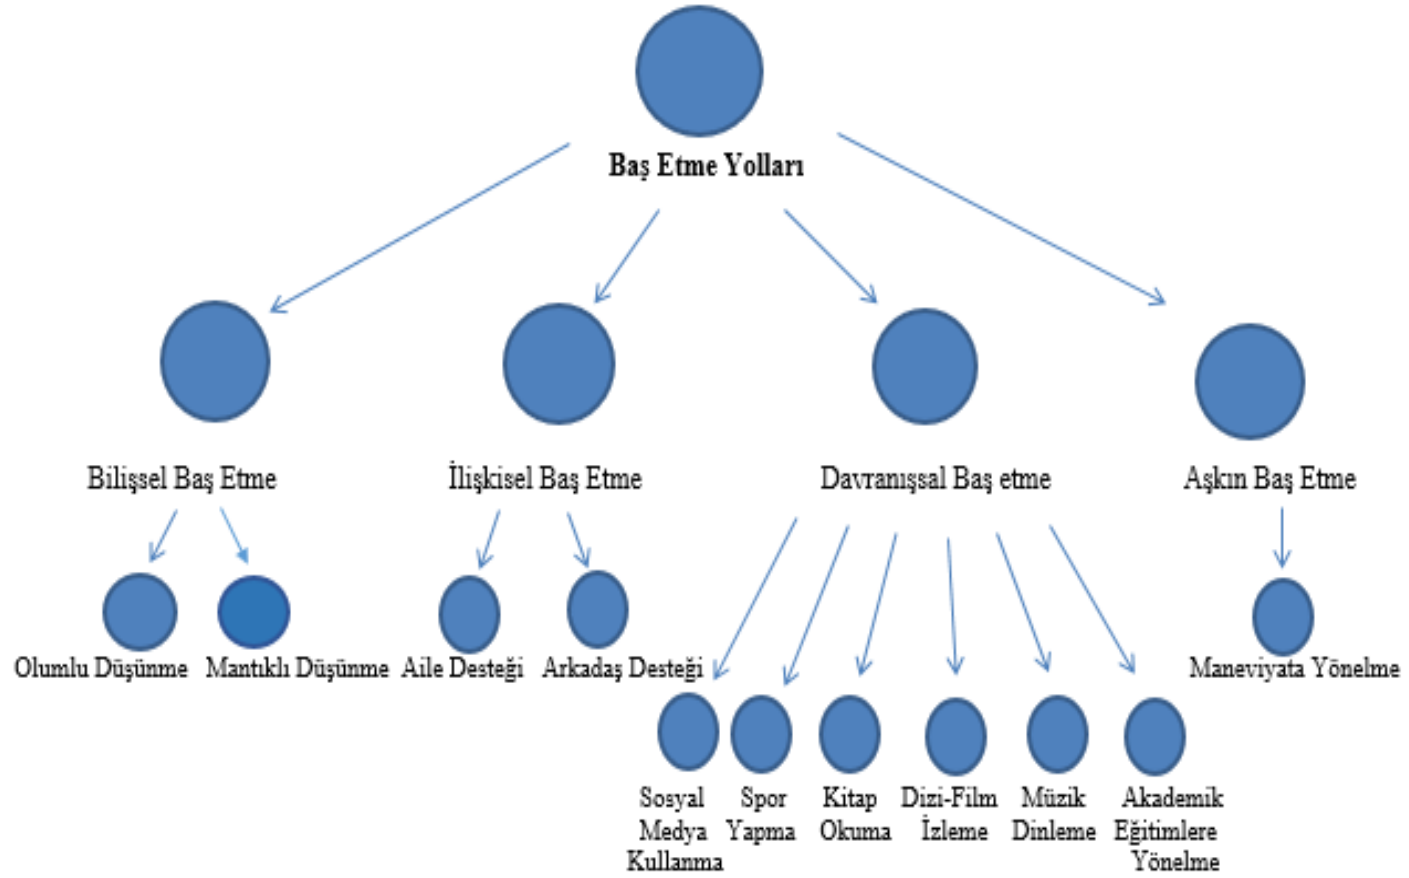 Baş Etme Yolları
Bilişsel Baş Etme
İlişkisel Baş Etme
Davranışsal Baş etme
Aşkın Baş Etme
Olumlu Düşünme
Mantıklı Düşünme
Aile Desteği
Arkadaş Desteği
Maneviyata Yönelme
Sosyal
Medya
Kullanma
Spor
Yapma
Kitap
Okuma
Dizi-Film
İzleme
Müzik
Dinleme
Akademik
Eğitimlere
Yönelme